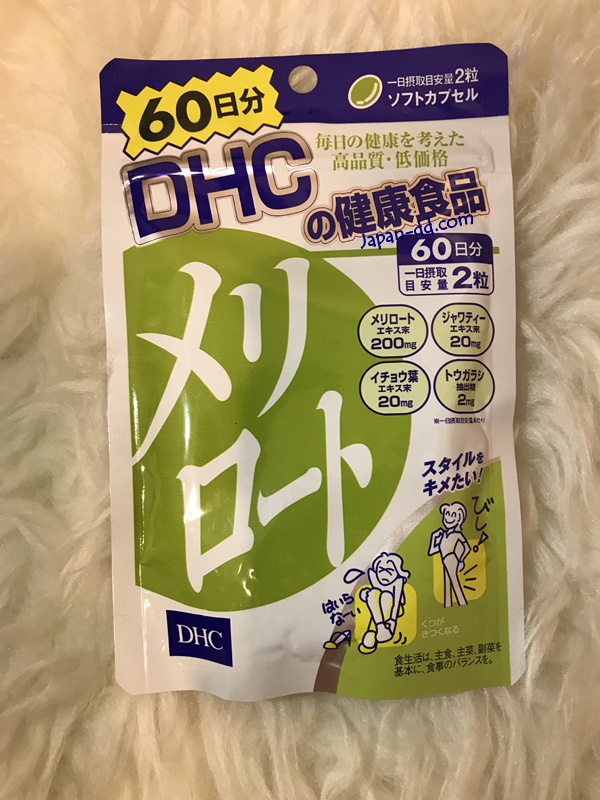 60日分
一日摂取目安量2粒
ソフトカプセル
毎日の健康を考えた
高品質・低価格
DHC
の健康食品
Japan-dd.com
60日分
一日摂取
目安量 2粒
メリロート
エキス末
200mg
ジャワティー
エキス末
20mg
イチョウ葉
エキス末
20mg
トウガラシ
抽出物
2mg
※一日摂取目安量あたり
メリ
ロート
スタイルを
キメたい!
びしっ!
はいら
なーい
くつが
きつくなる
DHC
食生活は、主食、主菜、副菜を
基本に、食事のバランスを。